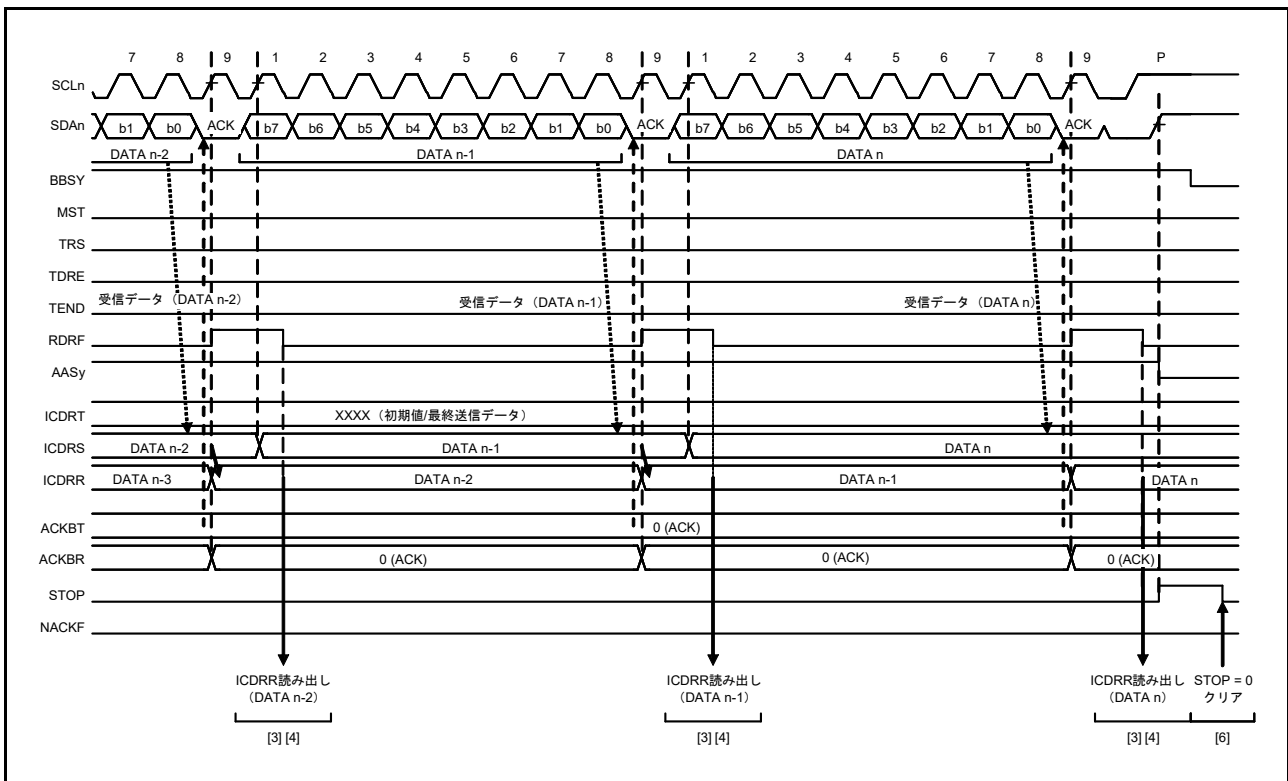 7 8 9 1 2 3 4 5 6 7 8 9 1 2 3 4 5 6 7 8 9 P
SCLn
SDAn b1 b0 ACK b7 b6 b5 b4 b3 b2 b1 b0 ACK b7 b6 b5 b4 b3 b2 b1 b0 ACK
DATA n-2 DATA n-1 DATA n
BBSY
MST
TRS
TDRE
受信データ（DATA n-2） 受信データ（DATA n-1） 受信データ（DATA n）
TEND
RDRF
AASy
ICDRT XXXX（初期値/最終送信データ）
ICDRS DATA n-2 DATA n-1 DATA n
ICDRR DATA n-3 DATA n-2 DATA n-1 DATA n
ACKBT 0 (ACK)
ACKBR 0 (ACK) 0 (ACK) 0 (ACK)
STOP
NACKF
ICDRR読み出し ICDRR読み出し ICDRR読み出し STOP = 0
（DATA n-2） （DATA n-1） （DATA n） クリア
[3] [4] [3] [4] [3] [4] [6]